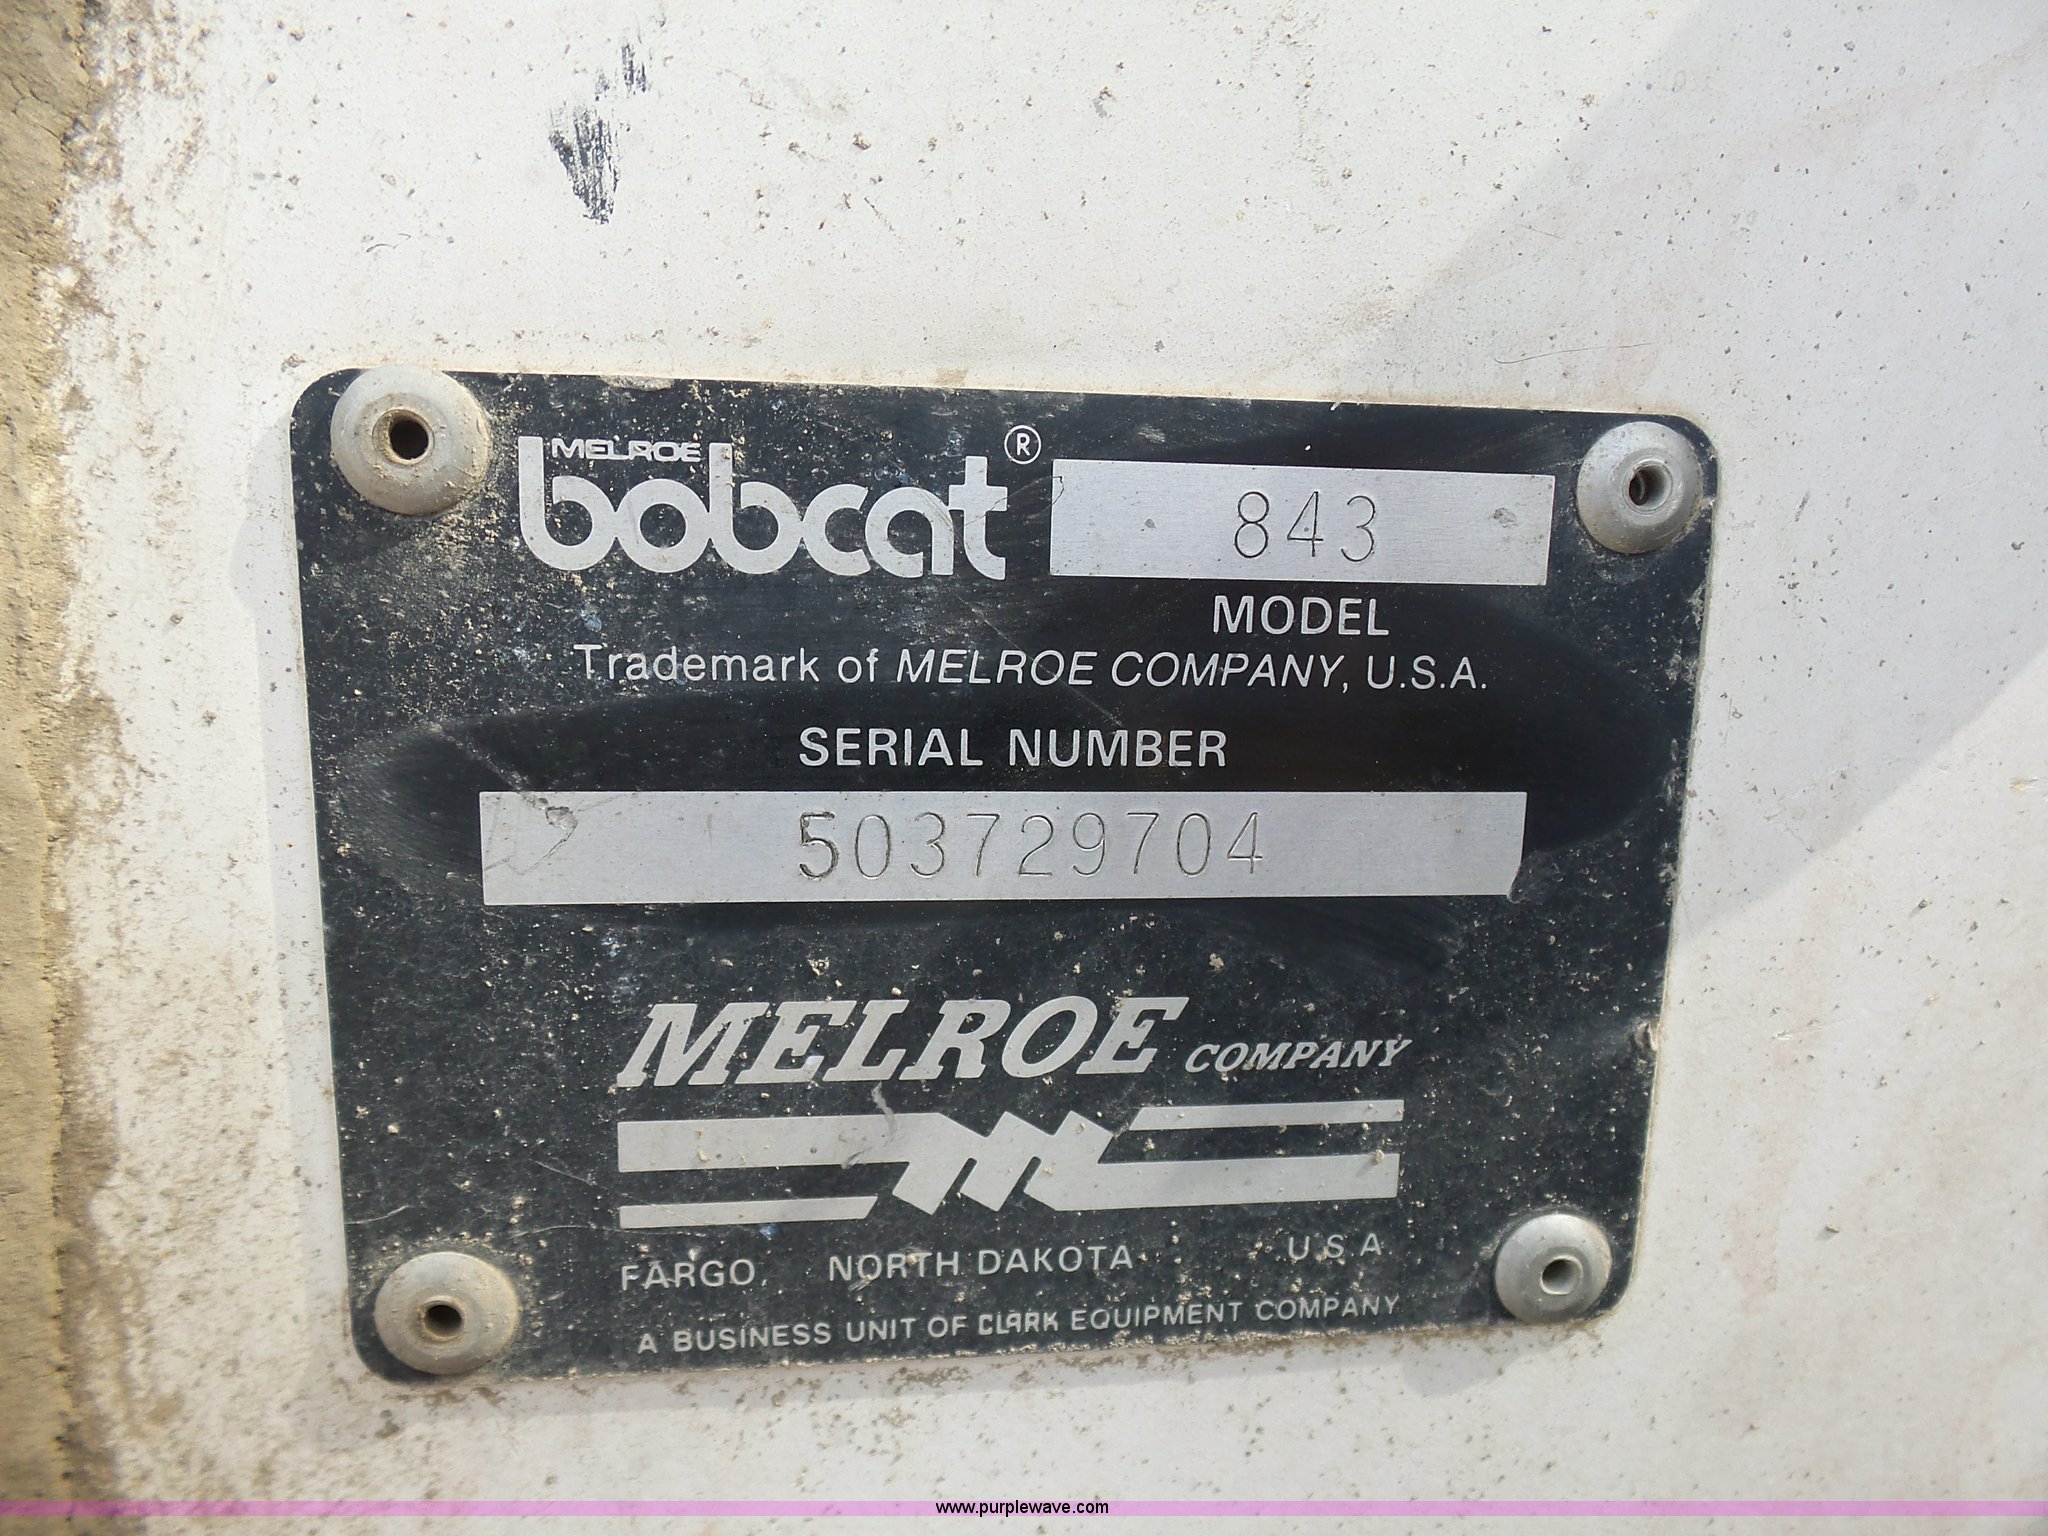 MELROE
bobcat ® 843
MODEL
Trademark of MELROE COMPANY, U.S.A.
SERIAL NUMBER
503729704
MELROE COMPANY
FARGO, NORTH DAKOTA U.S.A
A BUSINESS UNIT OF CLARK EQUIPMENT COMPANY
www.purplewave.com